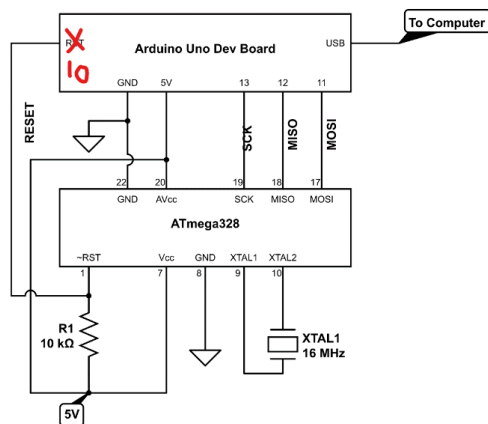 To Computer
RST
10
Arduino Uno Dev Board
USB
GND
5V
13
12
11
RESET
SCK
MISO
MOSI
22
20
19
18
17
GND
AVcc
SCK
MISO
MOSI
ATmega328
~RST
Vcc
GND
XTAL1
XTAL2
1
7
8
9
10
R1
10 kΩ
XTAL1
16 MHz
5V